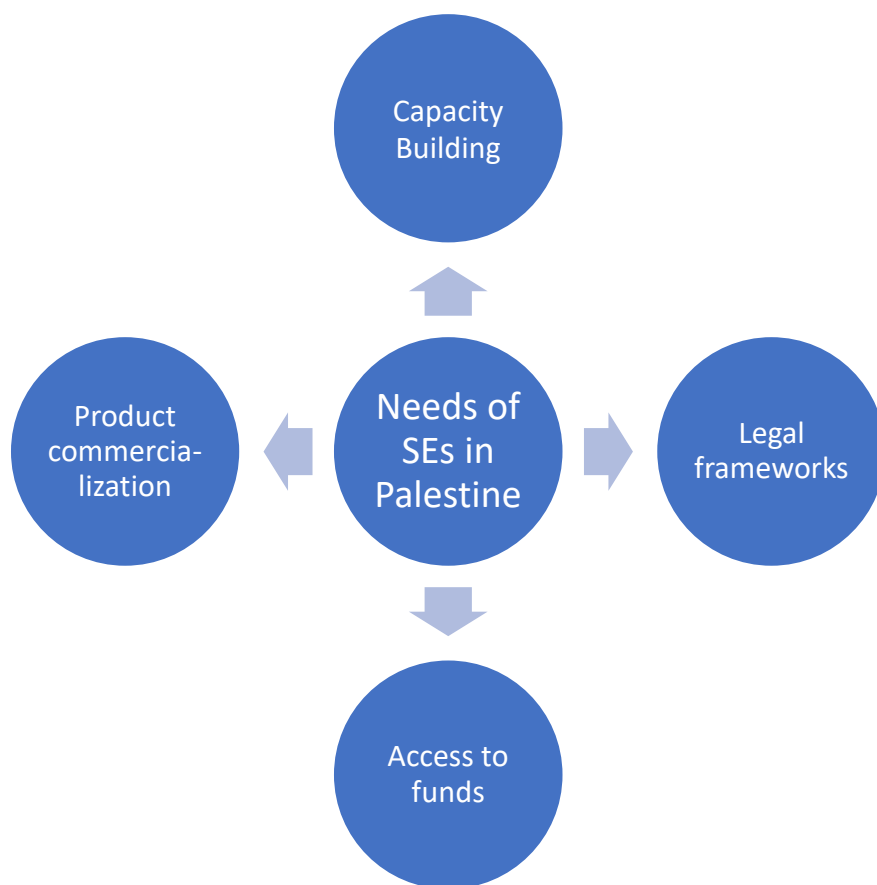 Capacity
Building
Product
commercia-
lization
Needs of
SEs in
Palestine
Legal
frameworks
Access to
funds